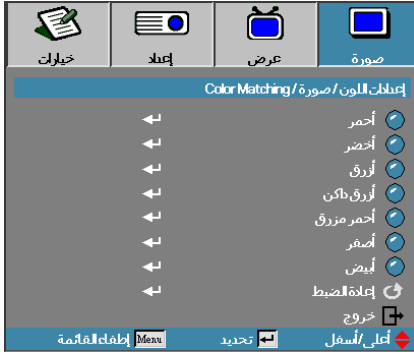 صورة عرض إعداد خيارات
إعدادات اللون / صورة / Color Matching
أحمر
أخضر
أزرق
أزرق داكن
أحمر مزرق
أصفر
أبيض
إعادة الضبط
خروج
أعلى/أسفل تحديد Menu إطفاء القائمة